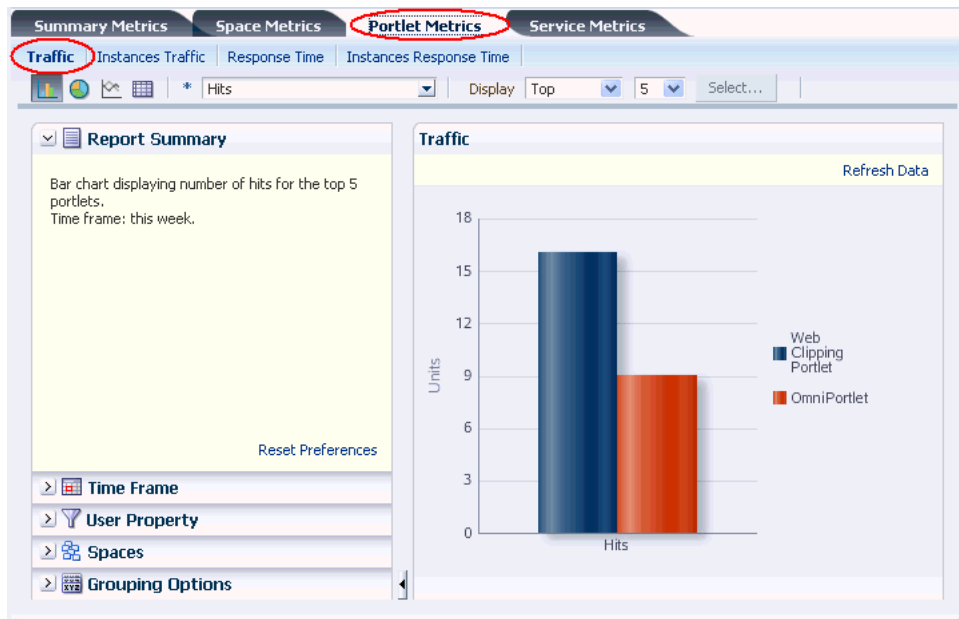 Summary Metrics Space Metrics Portlet Metrics Service Metrics
Traffic Instances Traffic Response Time Instances Response Time
* Hits Display Top 5 Select...
Report Summary
Bar chart displaying number of hits for the top 5
portlets.
Time frame: this week.
Reset Preferences
Time Frame
User Property
Spaces
Grouping Options
Traffic
Refresh Data
18
15
12
9
6
3
0
Units
Hits
Web
Clipping
Portlet
OmniPortlet